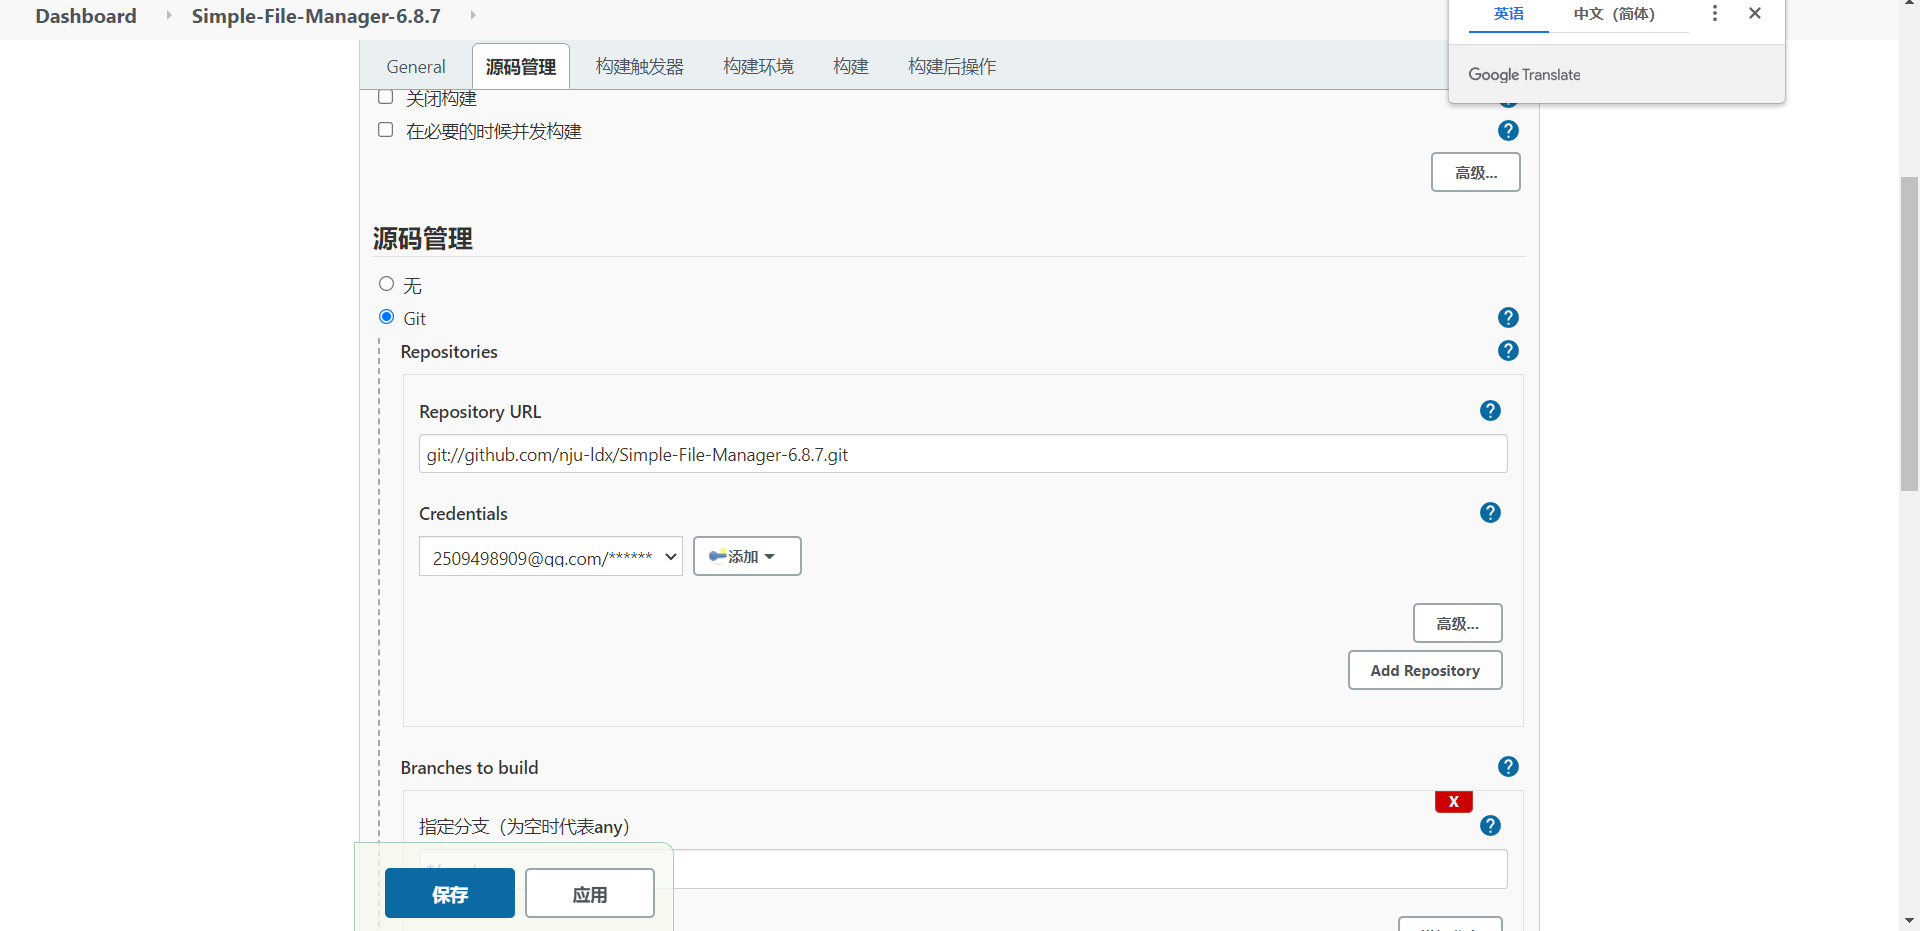 Dashboard Simple-File-Manager-6.8.7
英语 中文（简体）
Google Translate
General 源码管理 构建触发器 构建环境 构建 构建后操作
关闭构建
在必要的时候并发构建
高级...
源码管理
无
Git
Repositories
Repository URL
git://github.com/nju-ldx/Simple-File-Manager-6.8.7.git
Credentials
2509498909@qq.com/******
添加
高级...
Add Repository
Branches to build
X
指定分支（为空时代表any）
保存 应用